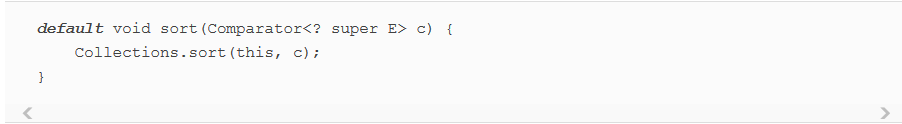 default void sort(Comparator<? super E> c) {
    Collections.sort(this, c);
}